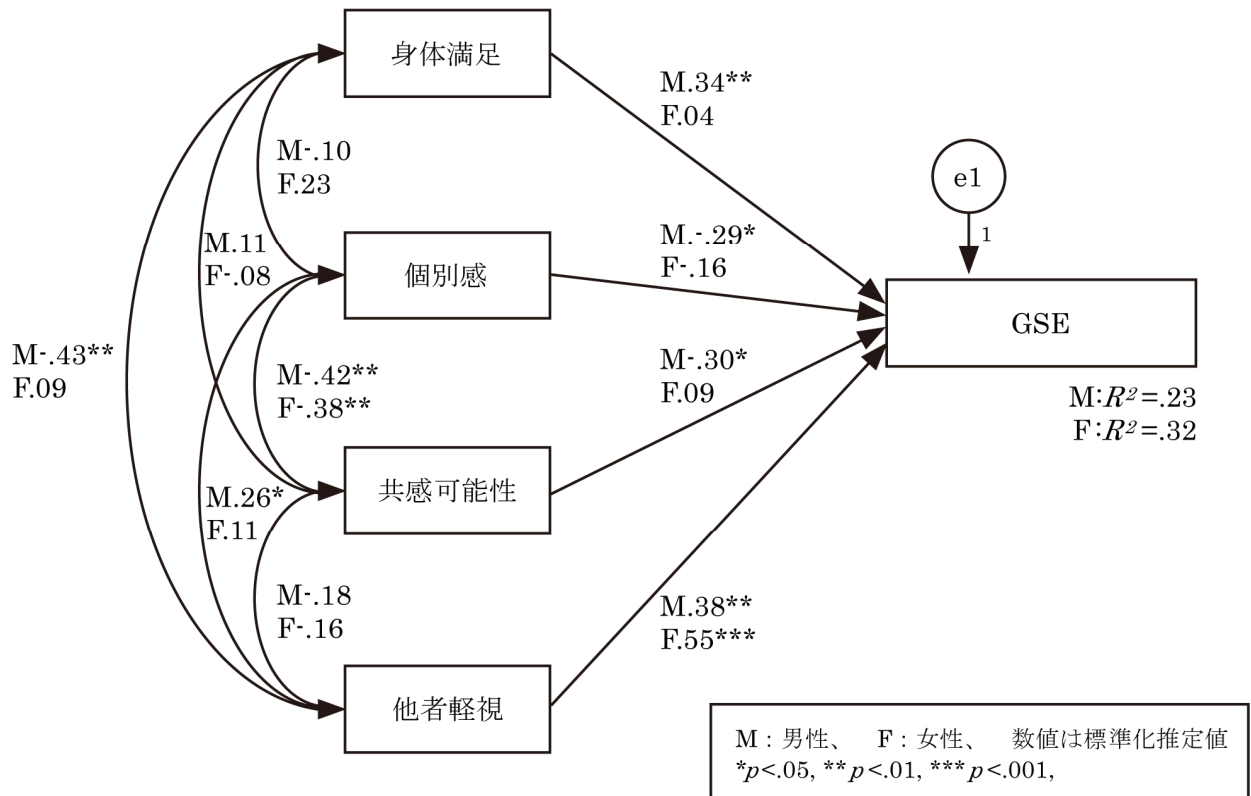 身体満足
M.34**
F.04
e1
1
M-.10
F.23
M.11
F-.08
個別感
M.-.29*
F-.16
GSE
M:R²=.23
F:R²=.32
M-.43**
F.09
M-.42**
F-.38**
M-.30*
F.09
共感可能性
M.26*
F.11
M-.18
F-.16
M.38**
F.55***
他者軽視
M：男性、 F：女性、 数値は標準化推定値
*p<.05, **p<.01, ***p<.001,